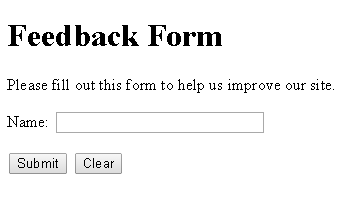 Feedback Form
Please fill out this form to help us improve our site.
Name:
Submit Clear